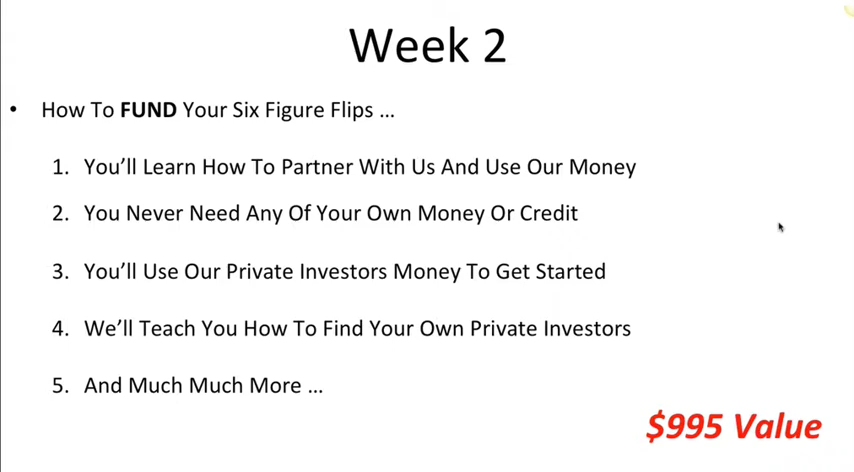 Week 2
• How To FUND Your Six Figure Flips ...
1. You'll Learn How To Partner With Us And Use Our Money
2. You Never Need Any Of Your Own Money Or Credit
3. You'll Use Our Private Investors Money To Get Started
4. We'll Teach You How To Find Your Own Private Investors
5. And Much Much More ...
$995 Value